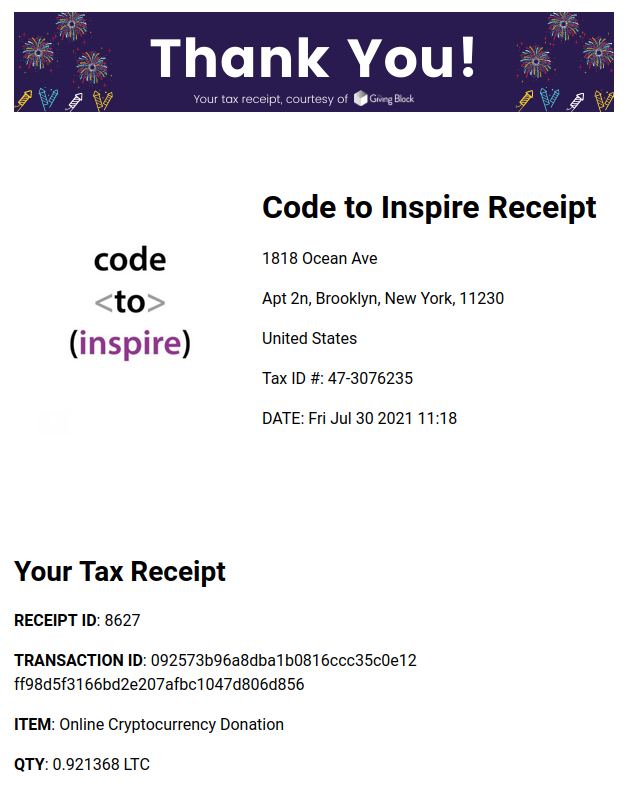 Thank You!
Your tax receipt, courtesy of Giving Block
code
<to>
(inspire)
Code to Inspire Receipt
1818 Ocean Ave
Apt 2n, Brooklyn, New York, 11230
United States
Tax ID #: 47-3076235
DATE: Fri Jul 30 2021 11:18
Your Tax Receipt
RECEIPT ID: 8627
TRANSACTION ID: 092573b96a8dba1b0816ccc35c0e12
ff98d5f3166bd2e207afbc1047d806d856
ITEM: Online Cryptocurrency Donation
QTY: 0.921368 LTC